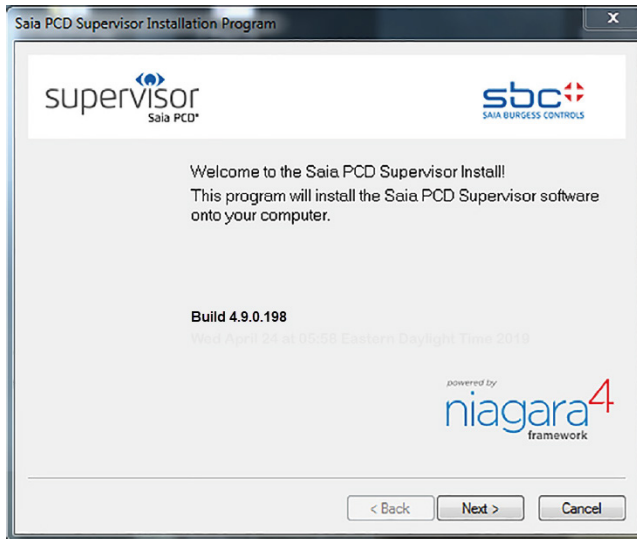 Saia PCD Supervisor Installation Program
x
supervisor
Saia PCD®
sbc
SAIA BURGESS CONTROLS
Welcome to the Saia PCD Supervisor Install!
This program will install the Saia PCD Supervisor software
onto your computer.
Build 4.9.0.198
Wed April 24 at 05:58 Eastern Daylight Time 2019
powered by
niagara4
framework
< Back
Next >
Cancel